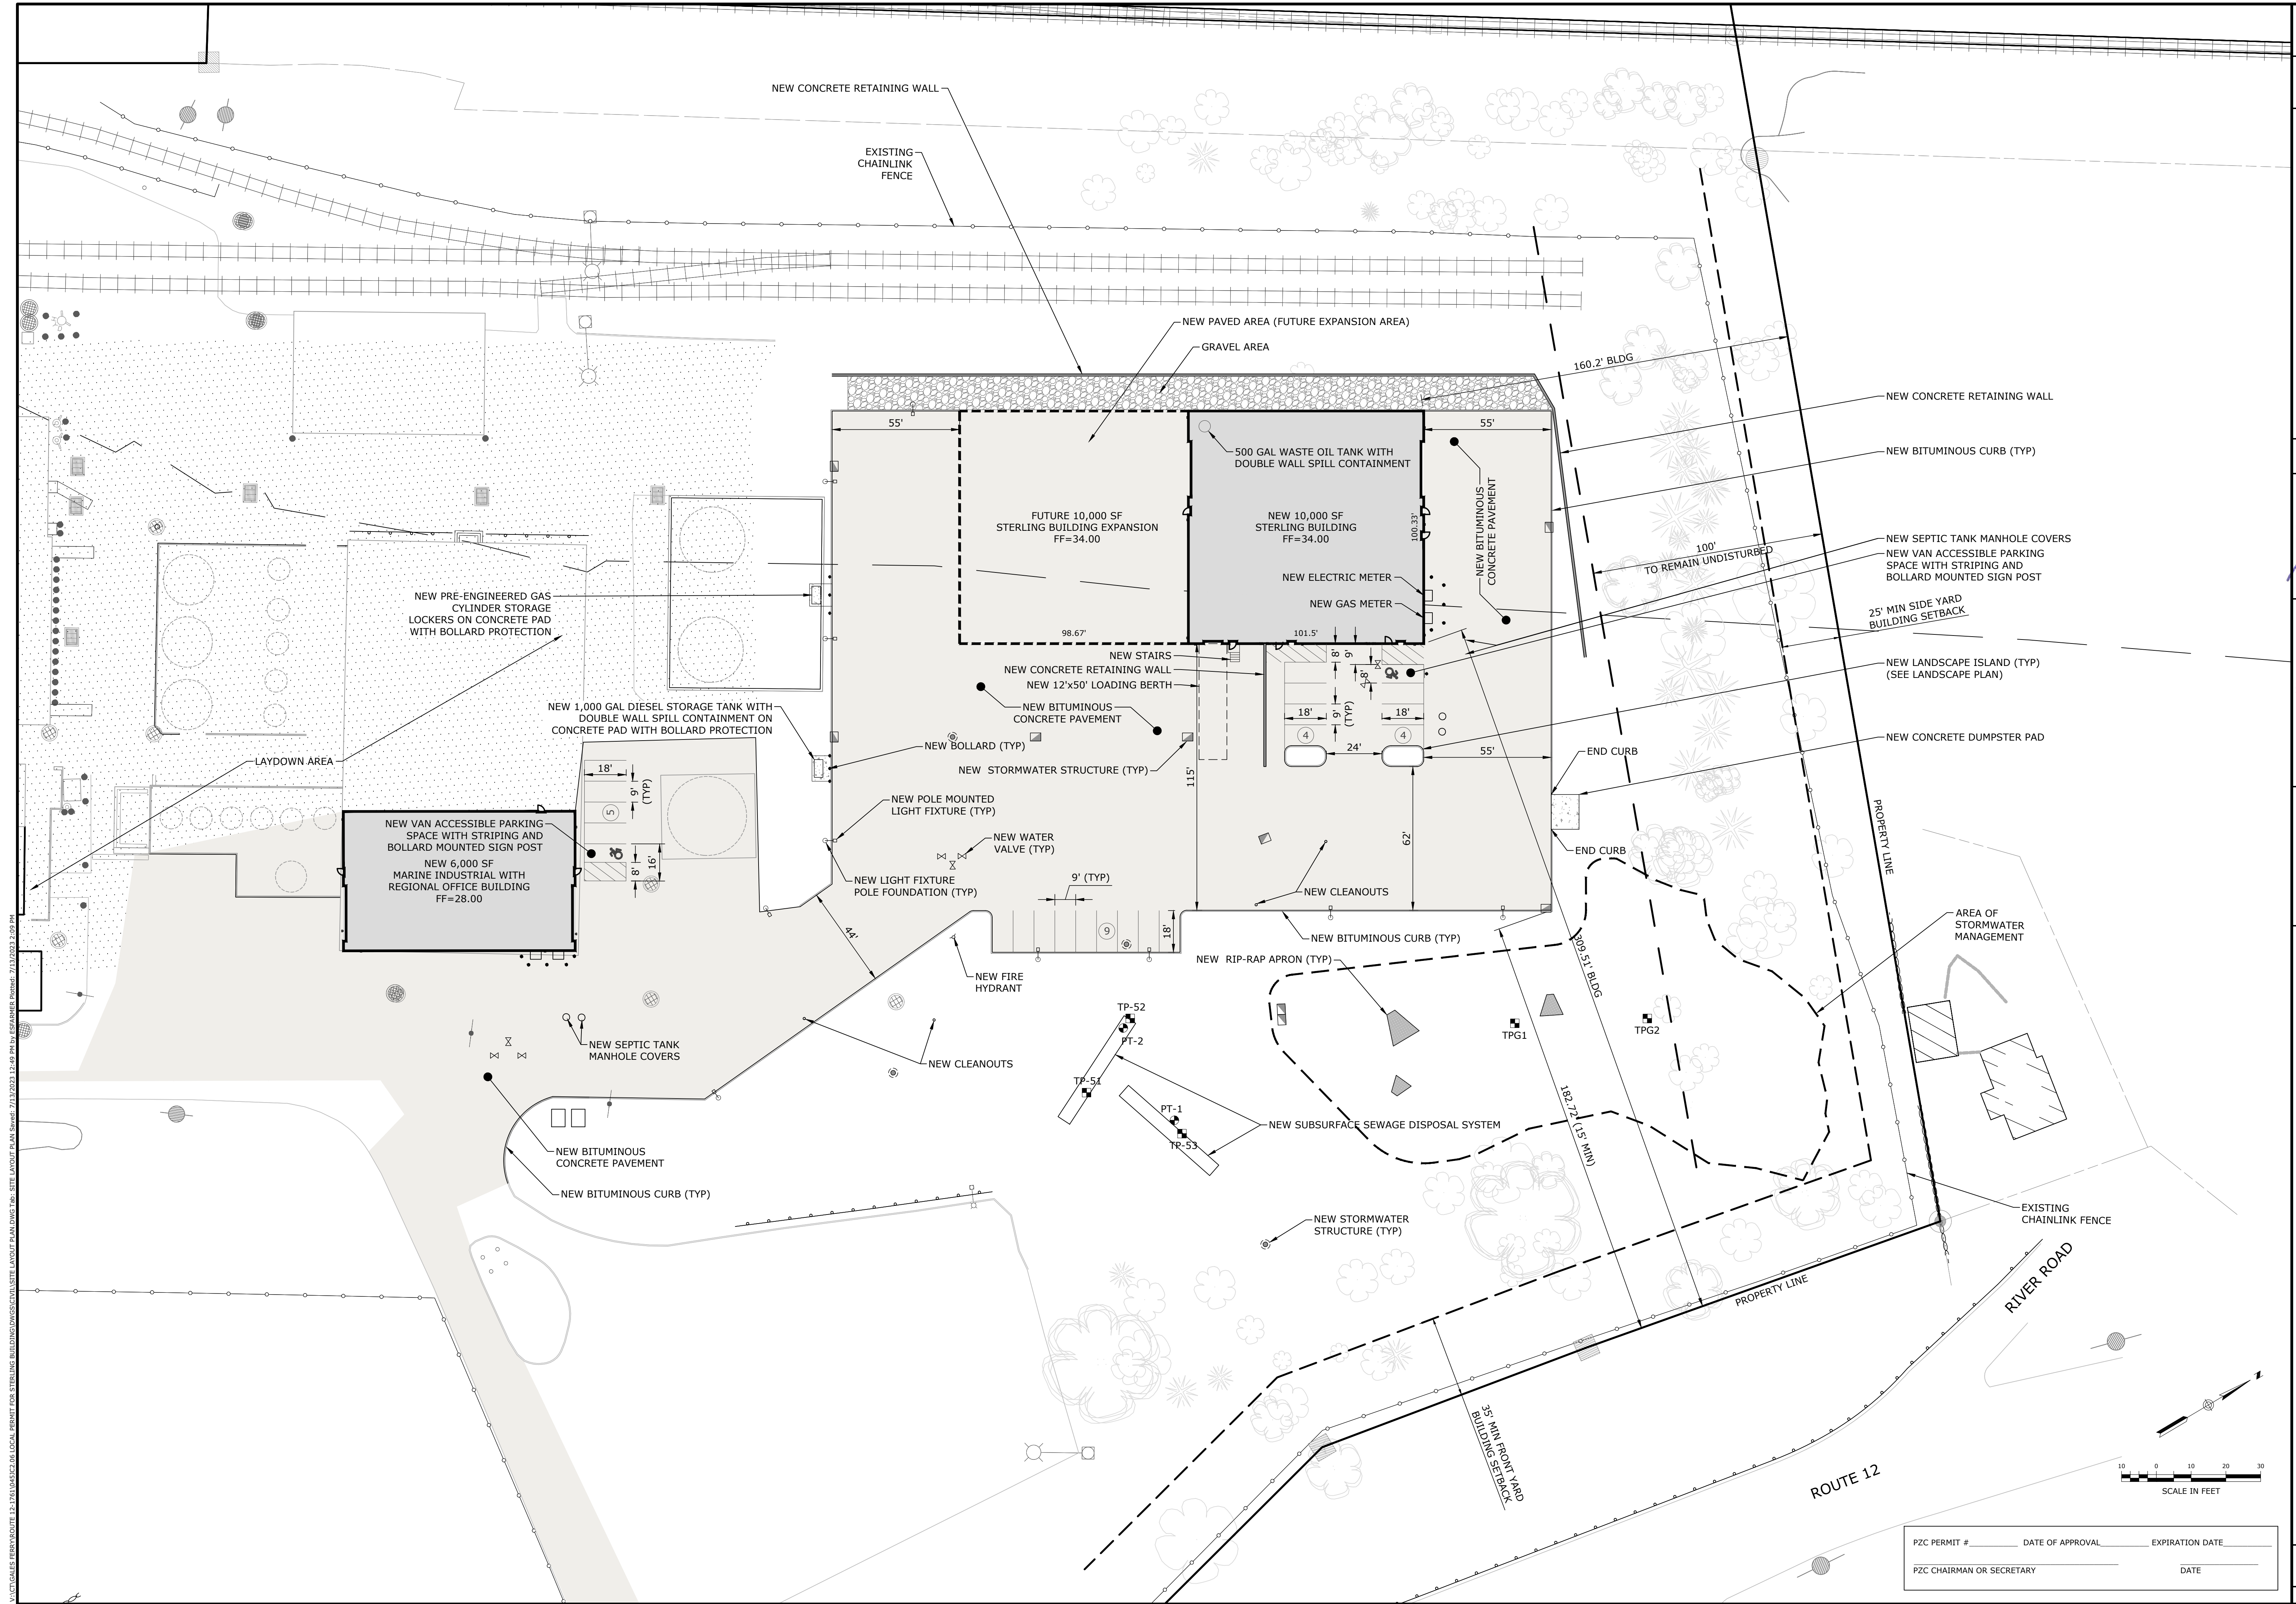 NEW CONCRETE RETAINING WALL
EXISTING
CHAINLINK
FENCE
NEW PAVED AREA (FUTURE EXPANSION AREA)
GRAVEL AREA
160.2' BLDG
NEW CONCRETE RETAINING WALL
NEW BITUMINOUS CURB (TYP)
55'
55'
500 GAL WASTE OIL TANK WITH
DOUBLE WALL SPILL CONTAINMENT
NEW BITUMINOUS
CONCRETE PAVEMENT
FUTURE 10,000 SF
STERLING BUILDING EXPANSION
FF=34.00
NEW 10,000 SF
STERLING BUILDING
FF=34.00
100.33'
100'
TO REMAIN UNDISTURBED
NEW SEPTIC TANK MANHOLE COVERS
NEW VAN ACCESSIBLE PARKING
SPACE WITH STRIPING AND
BOLLARD MOUNTED SIGN POST
NEW ELECTRIC METER
NEW GAS METER
25' MIN SIDE YARD
BUILDING SETBACK
NEW PRE-ENGINEERED GAS
CYLINDER STORAGE
LOCKERS ON CONCRETE PAD
WITH BOLLARD PROTECTION
98.67'
101.5'
NEW STAIRS
NEW CONCRETE RETAINING WALL
NEW 12'x50' LOADING BERTH
8'
9'
8'
NEW LANDSCAPE ISLAND (TYP)
(SEE LANDSCAPE PLAN)
NEW 1,000 GAL DIESEL STORAGE TANK WITH
DOUBLE WALL SPILL CONTAINMENT ON
CONCRETE PAD WITH BOLLARD PROTECTION
NEW BITUMINOUS
CONCRETE PAVEMENT
18'
9'
(TYP)
18'
4
4
24'
55'
NEW CONCRETE DUMPSTER PAD
NEW BOLLARD (TYP)
LAYDOWN AREA
NEW  STORMWATER STRUCTURE (TYP)
115'
END CURB
18'
9'
(TYP)
5
NEW POLE MOUNTED
LIGHT FIXTURE (TYP)
PROPERTY LINE
NEW VAN ACCESSIBLE PARKING
SPACE WITH STRIPING AND
BOLLARD MOUNTED SIGN POST
NEW 6,000 SF
MARINE INDUSTRIAL WITH
REGIONAL OFFICE BUILDING
FF=28.00
8'
16'
NEW WATER
VALVE (TYP)
62'
END CURB
NEW LIGHT FIXTURE
POLE FOUNDATION (TYP)
9' (TYP)
NEW CLEANOUTS
44'
9
18'
NEW BITUMINOUS CURB (TYP)
AREA OF
STORMWATER
MANAGEMENT
NEW  RIP-RAP APRON (TYP)
309.51' BLDG
NEW FIRE
HYDRANT
TP-52
PT-2
TPG1
TPG2
NEW SEPTIC TANK
MANHOLE COVERS
NEW CLEANOUTS
TP-51
PT-1
TP-53
182.72' (15' MIN)
NEW SUBSURFACE SEWAGE DISPOSAL SYSTEM
NEW BITUMINOUS
CONCRETE PAVEMENT
NEW BITUMINOUS CURB (TYP)
NEW STORMWATER
STRUCTURE (TYP)
EXISTING
CHAINLINK FENCE
PROPERTY LINE
RIVER ROAD
35' MIN FRONT YARD
BUILDING SETBACK
ROUTE 12
10 0 10 20 30
SCALE IN FEET
PZC PERMIT #___________ DATE OF APPROVAL___________ EXPIRATION DATE___________
PZC CHAIRMAN OR SECRETARY DATE